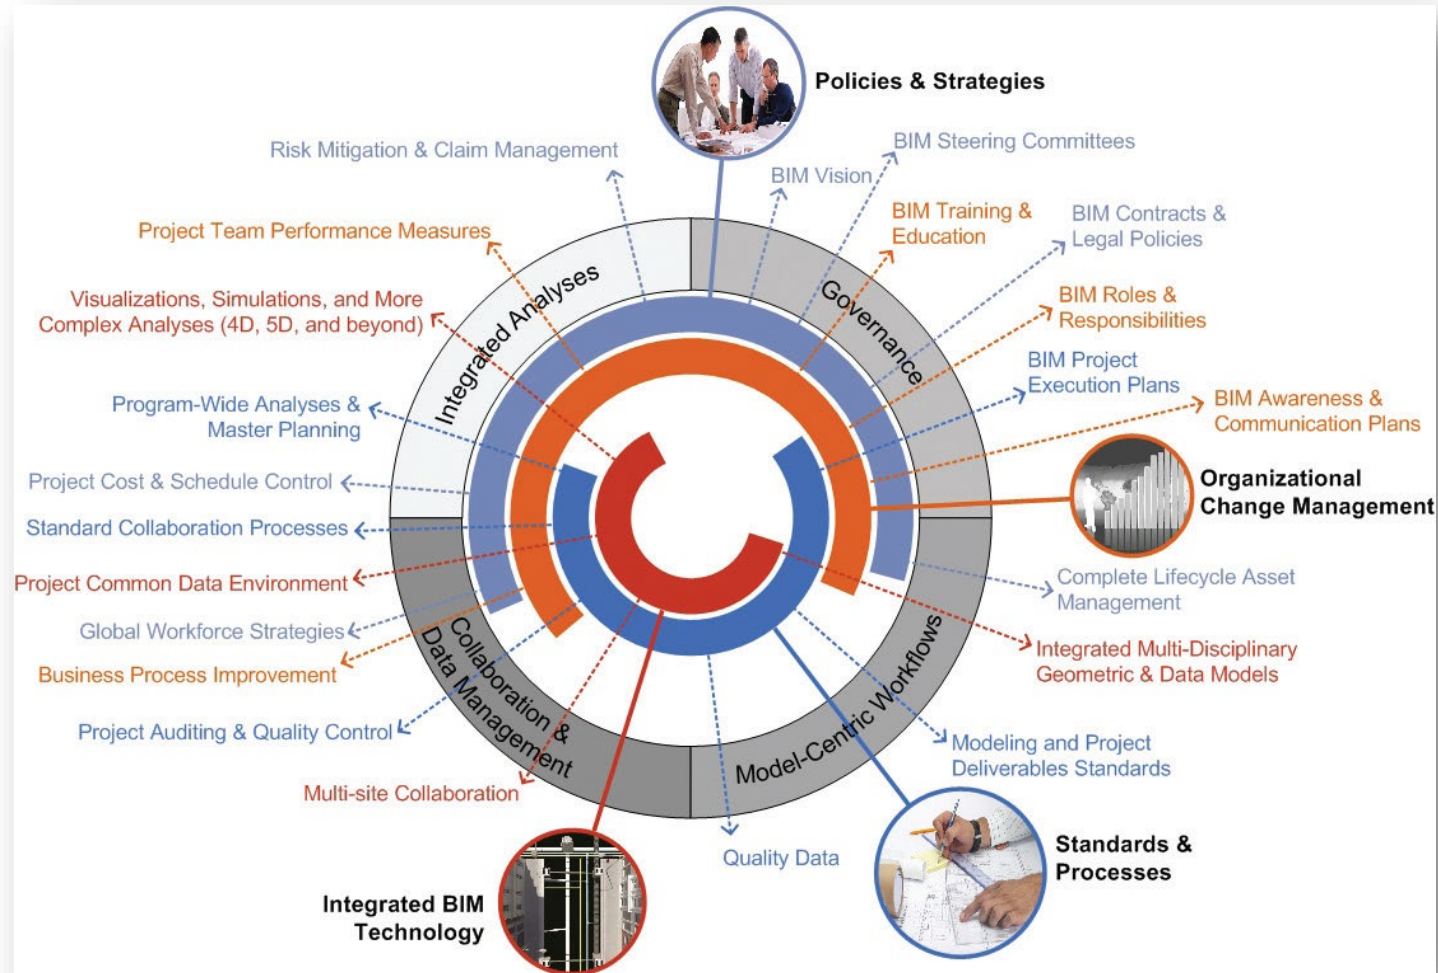 Policies & Strategies
Risk Mitigation & Claim Management
BIM Steering Committees
BIM Vision
Project Team Performance Measures
BIM Training &
Education
BIM Contracts &
Legal Policies
Visualizations, Simulations, and More
Complex Analyses (4D, 5D, and beyond)
Integrated Analyses
Governance
BIM Roles &
Responsibilities
BIM Project
Execution Plans
Program-Wide Analyses &
Master Planning
BIM Awareness &
Communication Plans
Project Cost & Schedule Control
Organizational
Change Management
Standard Collaboration Processes
Project Common Data Environment
Complete Lifecycle Asset
Management
Global Workforce Strategies
Collaboration &
Data Management
Model-Centric Workflows
Integrated Multi-Disciplinary
Geometric & Data Models
Business Process Improvement
Project Auditing & Quality Control
Modeling and Project
Deliverables Standards
Multi-site Collaboration
Quality Data
Standards &
Processes
Integrated BIM
Technology